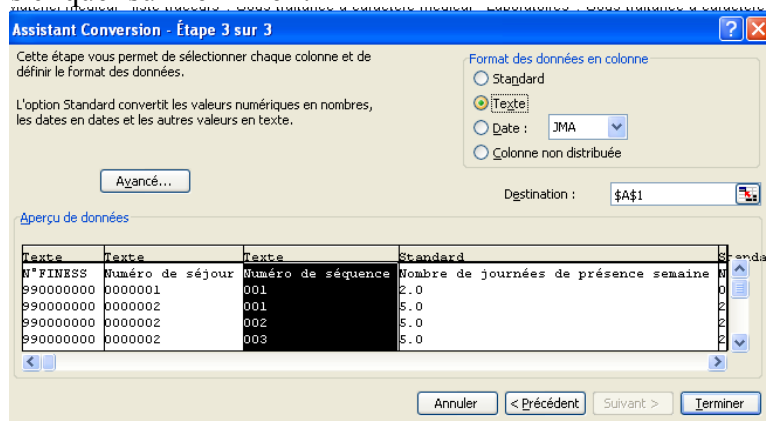 Assistant Conversion - Étape 3 sur 3
Cette étape vous permet de sélectionner chaque colonne et de
définir le format des données.
L'option Standard convertit les valeurs numériques en nombres,
les dates en dates et les autres valeurs en texte.
Avancé...
Format des données en colonne
Standard
Texte
Date : JMA
Colonne non distribuée
Destination : $A$1
Aperçu de données
Texte Texte Texte Standard Standa
N°FINESS Numéro de séjour Numéro de séquence Nombre de journées de présence semaine N
990000000 0000001 001 2.0 0
990000000 0000002 001 5.0 2
990000000 0000002 002 5.0 2
990000000 0000002 003 5.0 2
Annuler < Précédent Suivant > Terminer